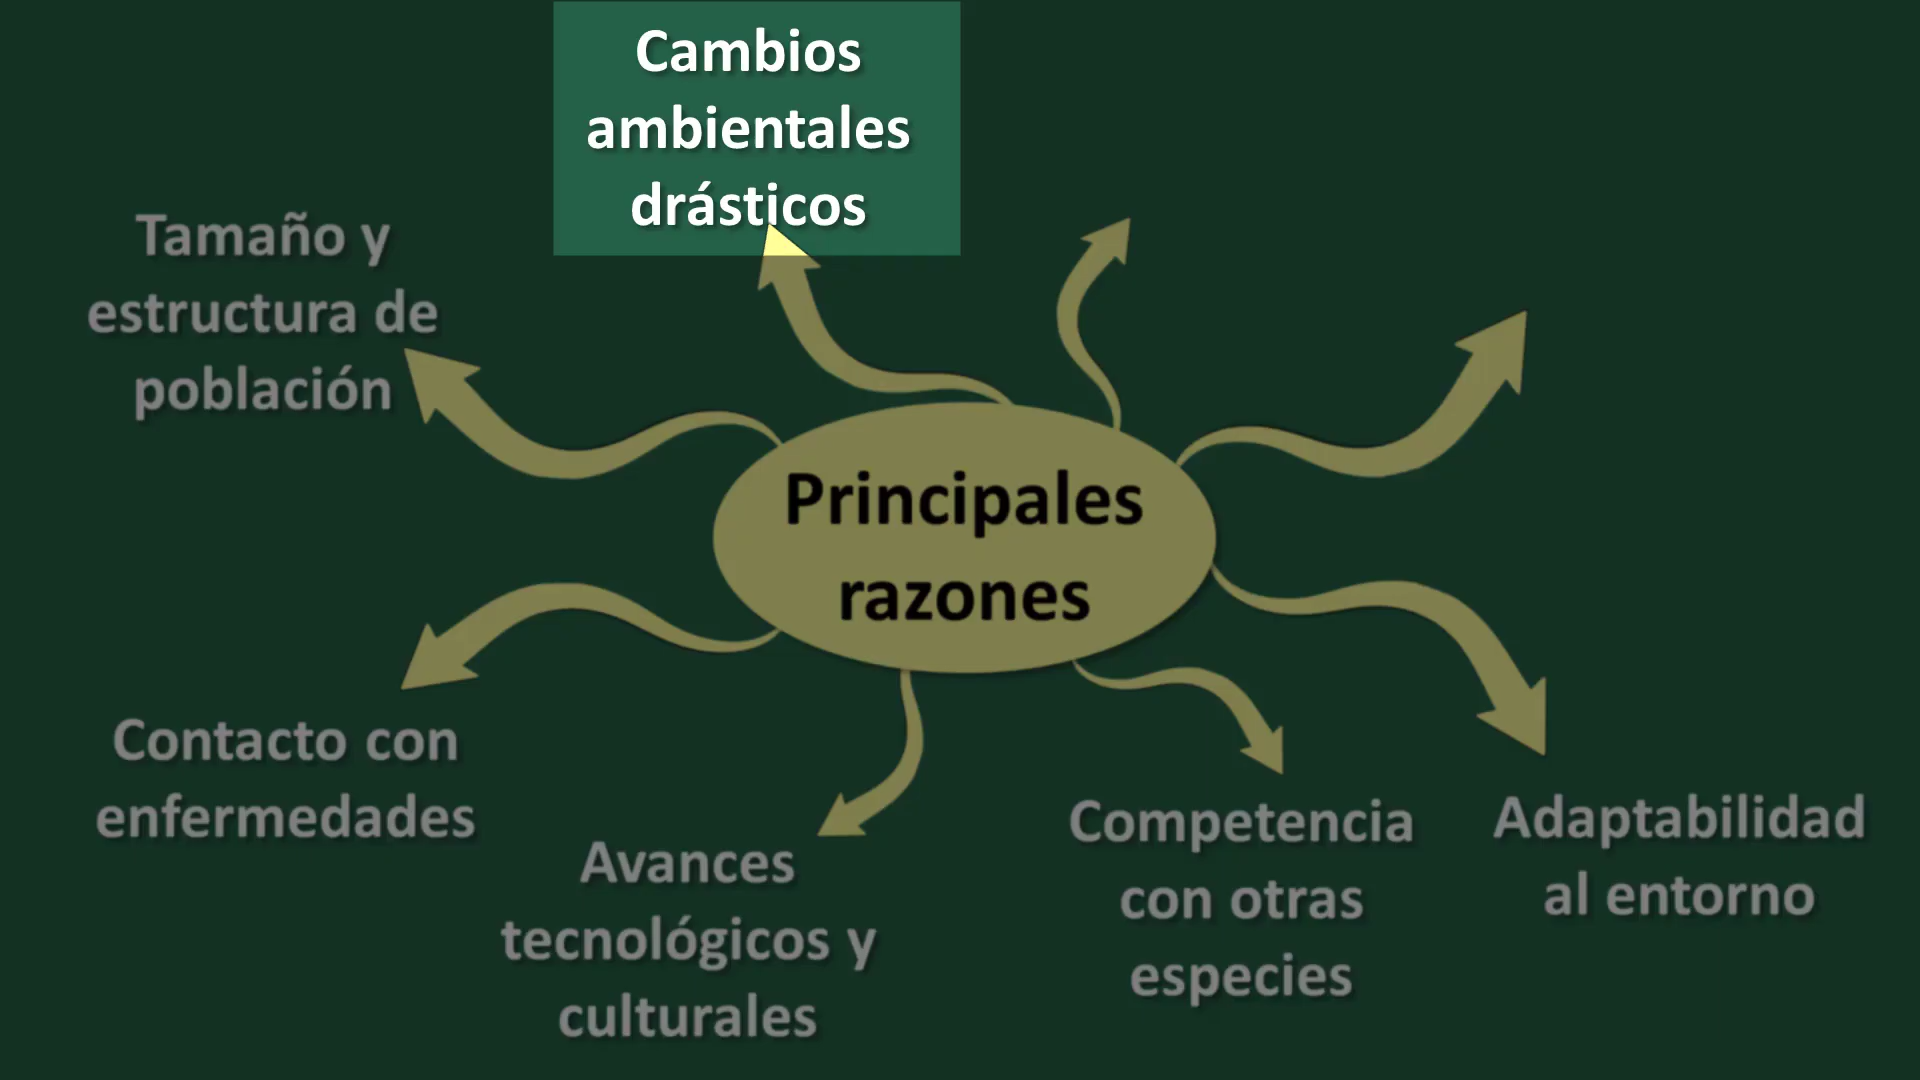 Cambios
ambientales
drásticos
Tamaño y
estructura de
población
Principales
razones
Contacto con
enfermedades
Avances
tecnológicos y
culturales
Competencia
con otras
especies
Adaptabilidad
al entorno